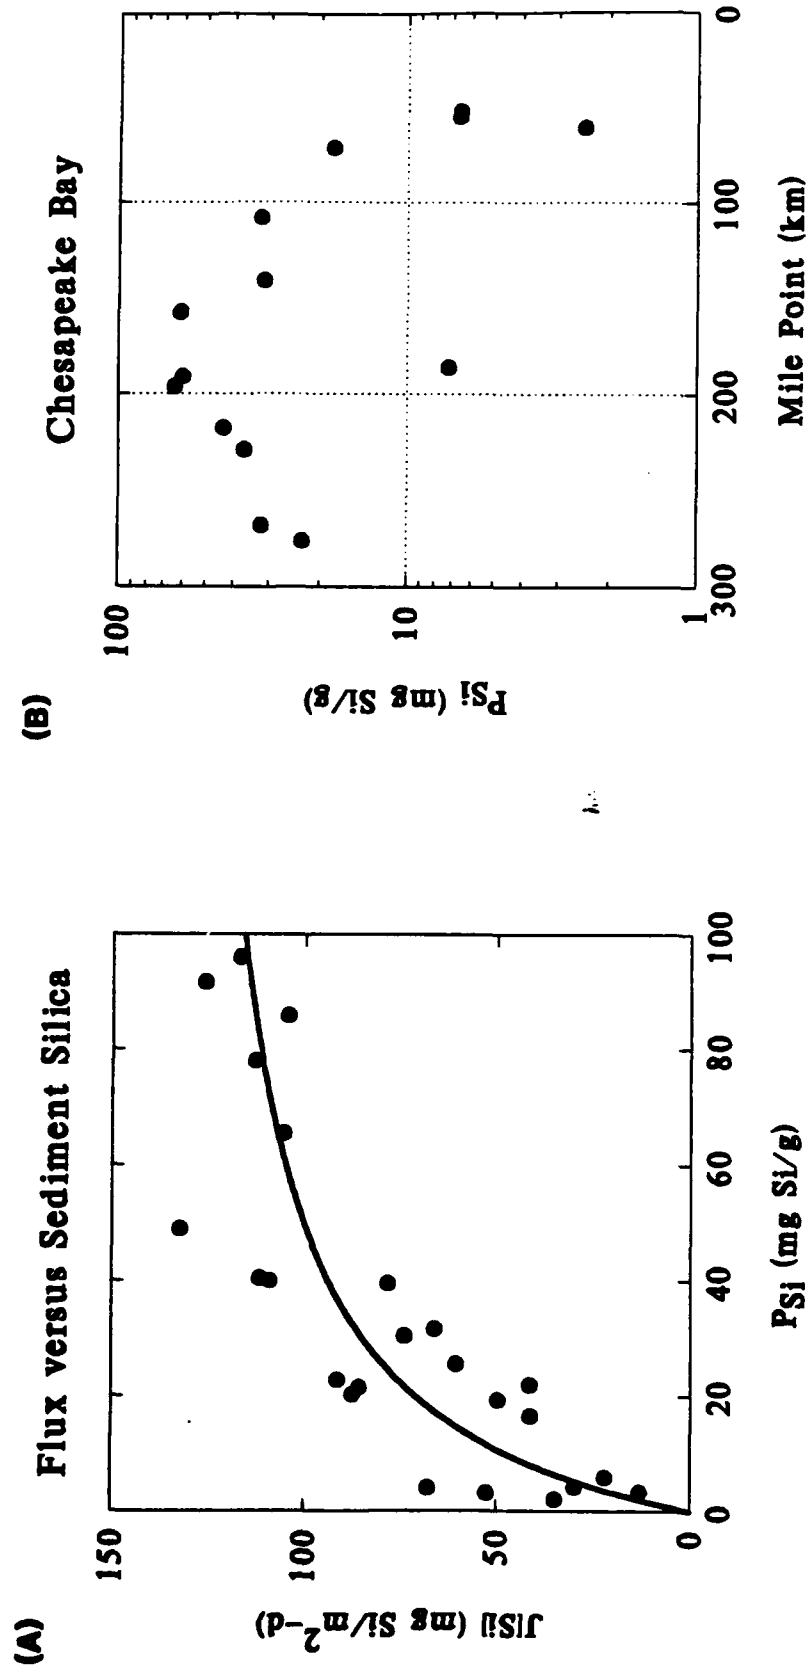 (A)
Flux versus Sediment Silica
150
100
50
0
J[Si] (mg Si/m²-d)
0 20 40 60 80 100
PSi (mg Si/g)
(B)
Chesapeake Bay
100
10
1
PSi (mg Si/g)
300 200 100 0
Mile Point (km)